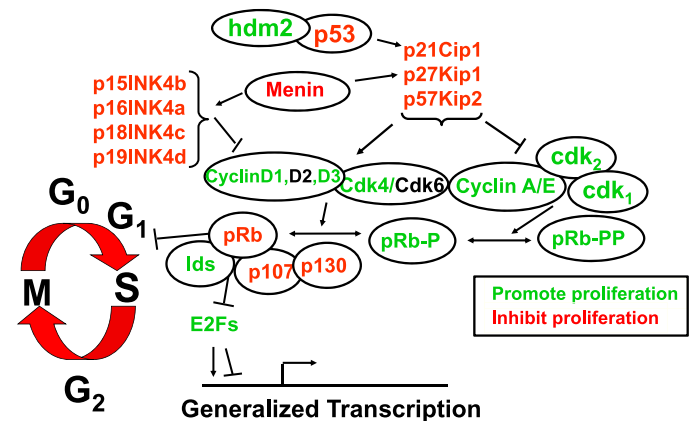 hdm2
p53
p21Cip1
p27Kip1
p57Kip2
p15INK4b
p16INK4a
p18INK4c
p19INK4d
Menin
CyclinD1,D2,D3
Cdk4/Cdk6
Cyclin A/E
cdk2
cdk1
G0
G1
S
G2
M
pRb
Ids
p107
p130
pRb-P
pRb-PP
E2Fs
Promote proliferation
Inhibit proliferation
Generalized Transcription